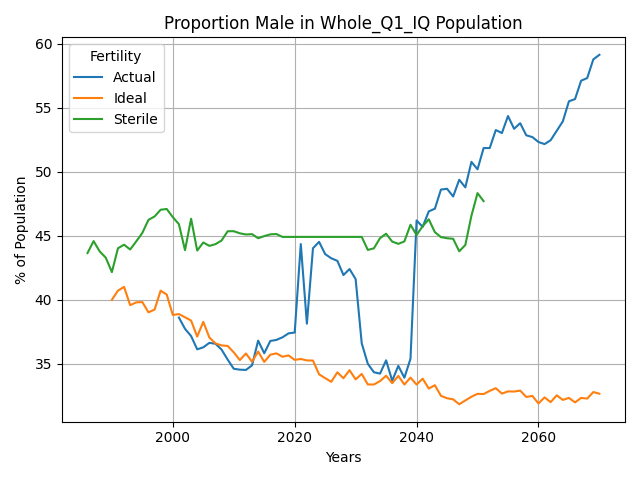 Proportion Male in Whole_Q1_IQ Population
Fertility
Actual
Ideal
Sterile
% of Population
60
55
50
45
40
35
2000
2020
2040
2060
Years